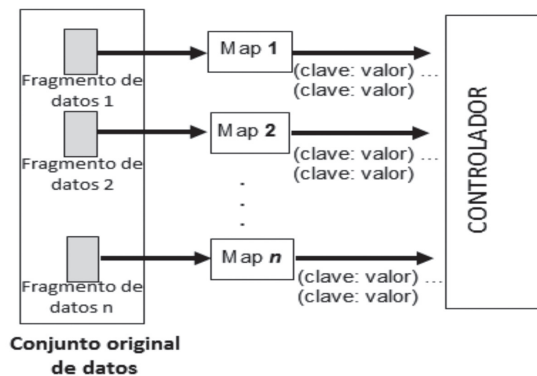 Fragmento de
datos 1
Map 1
(clave: valor) ...
(clave: valor)
Fragmento de
datos 2
Map 2
(clave: valor) ...
(clave: valor)
.
.
.
Fragmento de
datos n
Map n
(clave: valor) ...
(clave: valor)
CONTROLADOR
Conjunto original
de datos